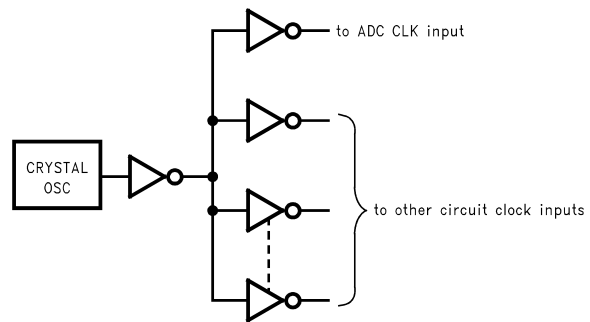 to ADC CLK input
CRYSTAL
OSC
to other circuit clock inputs